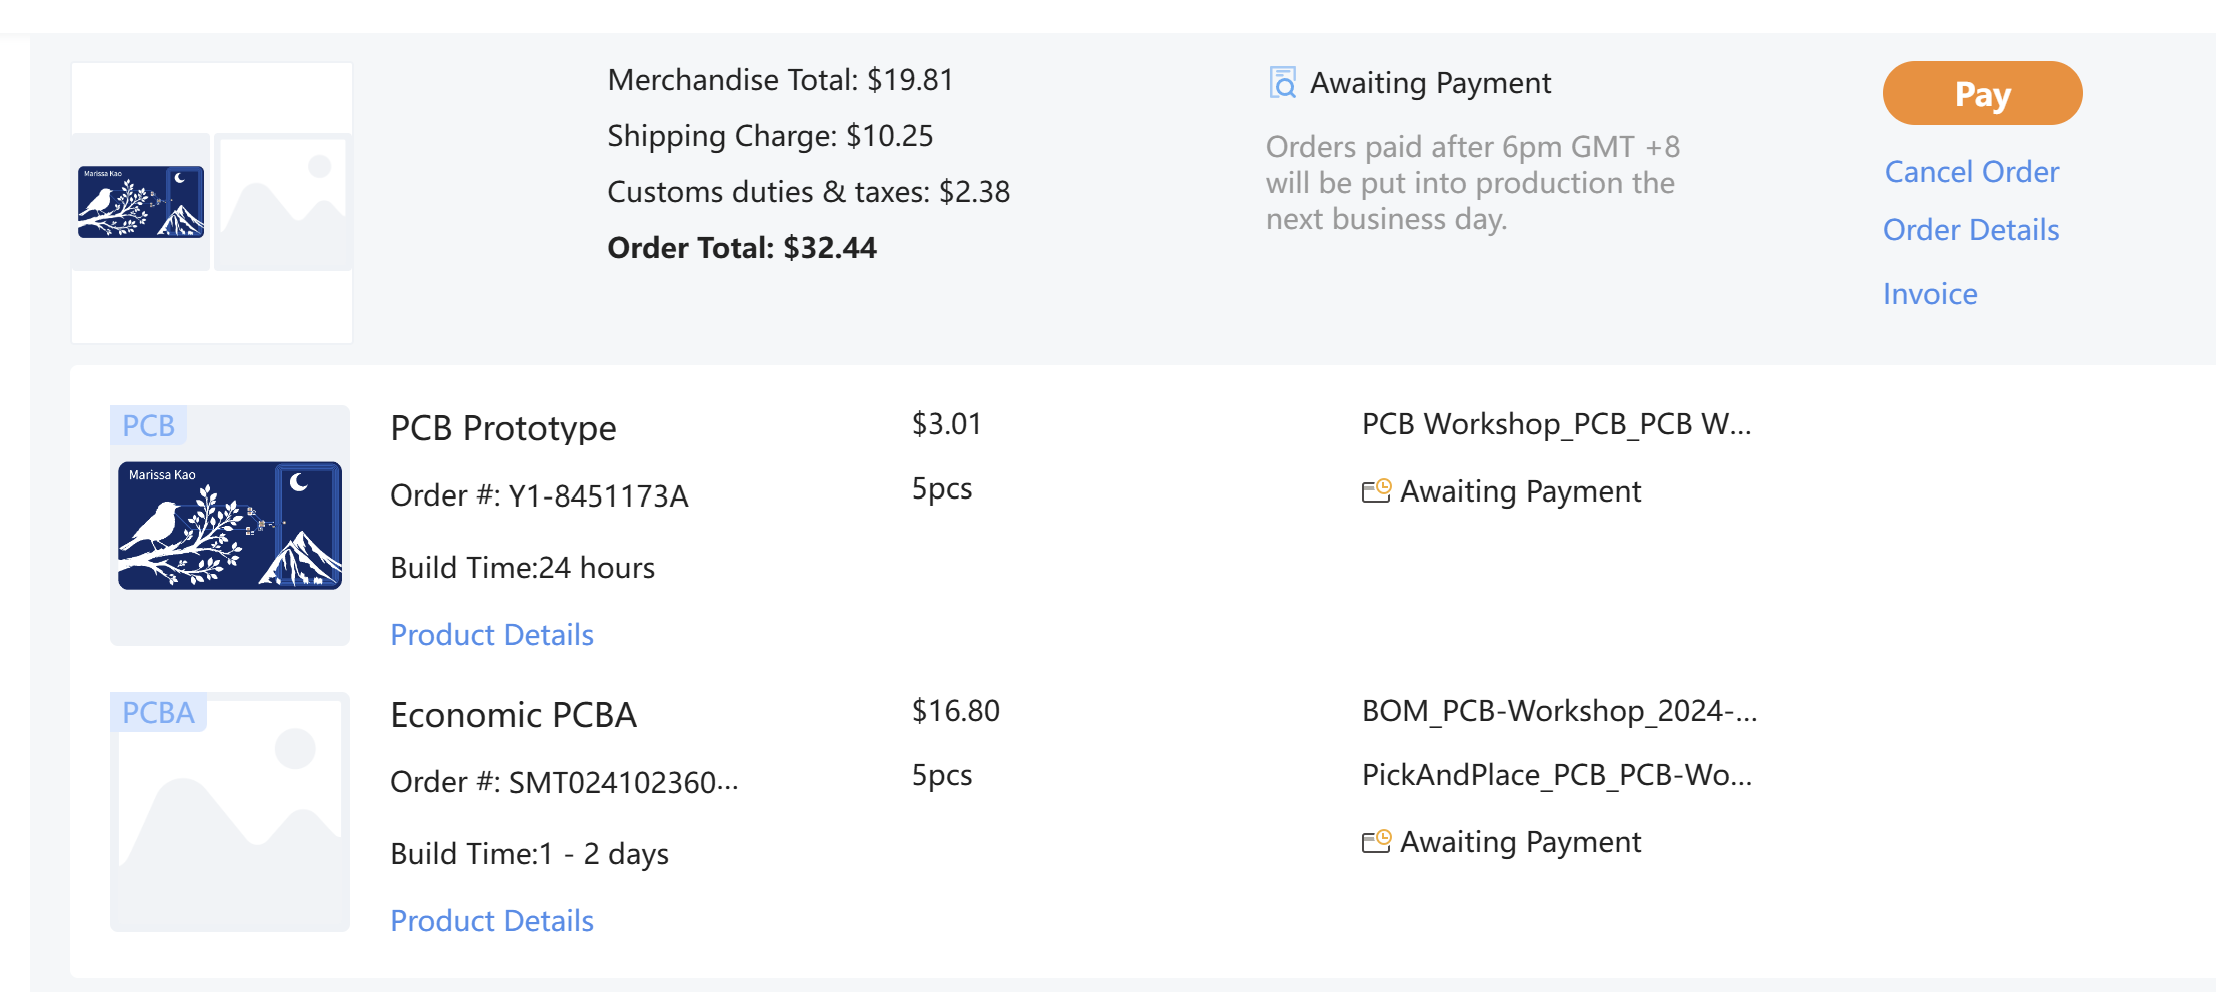 Marissa Kao
Merchandise Total: $19.81
Shipping Charge: $10.25
Customs duties & taxes: $2.38
Order Total: $32.44
Awaiting Payment
Orders paid after 6pm GMT +8
will be put into production the
next business day.
Pay
Cancel Order
Order Details
Invoice
PCB
Marissa Kao
PCB Prototype
Order #: Y1-8451173A
Build Time:24 hours
Product Details
$3.01
5pcs
PCB Workshop_PCB_PCB W...
Awaiting Payment
PCBA
Economic PCBA
Order #: SMT024102360...
Build Time:1 - 2 days
Product Details
$16.80
5pcs
BOM_PCB-Workshop_2024-...
PickAndPlace_PCB_PCB-Wo...
Awaiting Payment